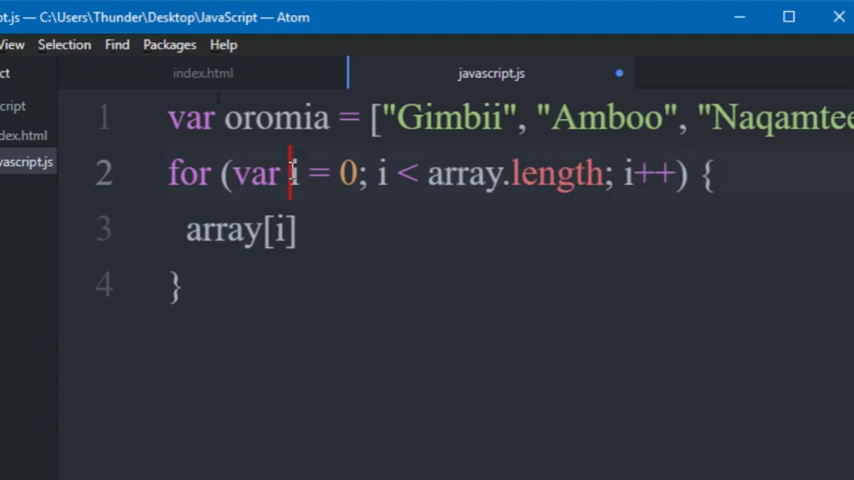 pt.js — C:\Users\Thunder\Desktop\JavaScript — Atom
View Selection Find Packages Help
ct
index.html
javascript.js
cript
dex.html
vascript.js
1 var oromia = ["Gimbii", "Amboo", "Naqamtee
2 for (var i = 0; i < array.length; i++) {
3 array[i]
4 }